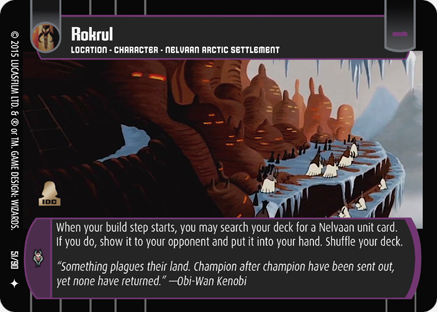 Rokrul
LOCATION - CHARACTER - NELVAAN ARCTIC SETTLEMENT
IDC
When your build step starts, you may search your deck for a Nelvaan unit card.
If you do, show it to your opponent and put it into your hand. Shuffle your deck.
“Something plagues their land. Champion after champion have been sent out,
yet none have returned.” —Obi-Wan Kenobi
© 2015 LUCASFILM LTD. & ® or TM. GAME DESIGN: WIZARDS.